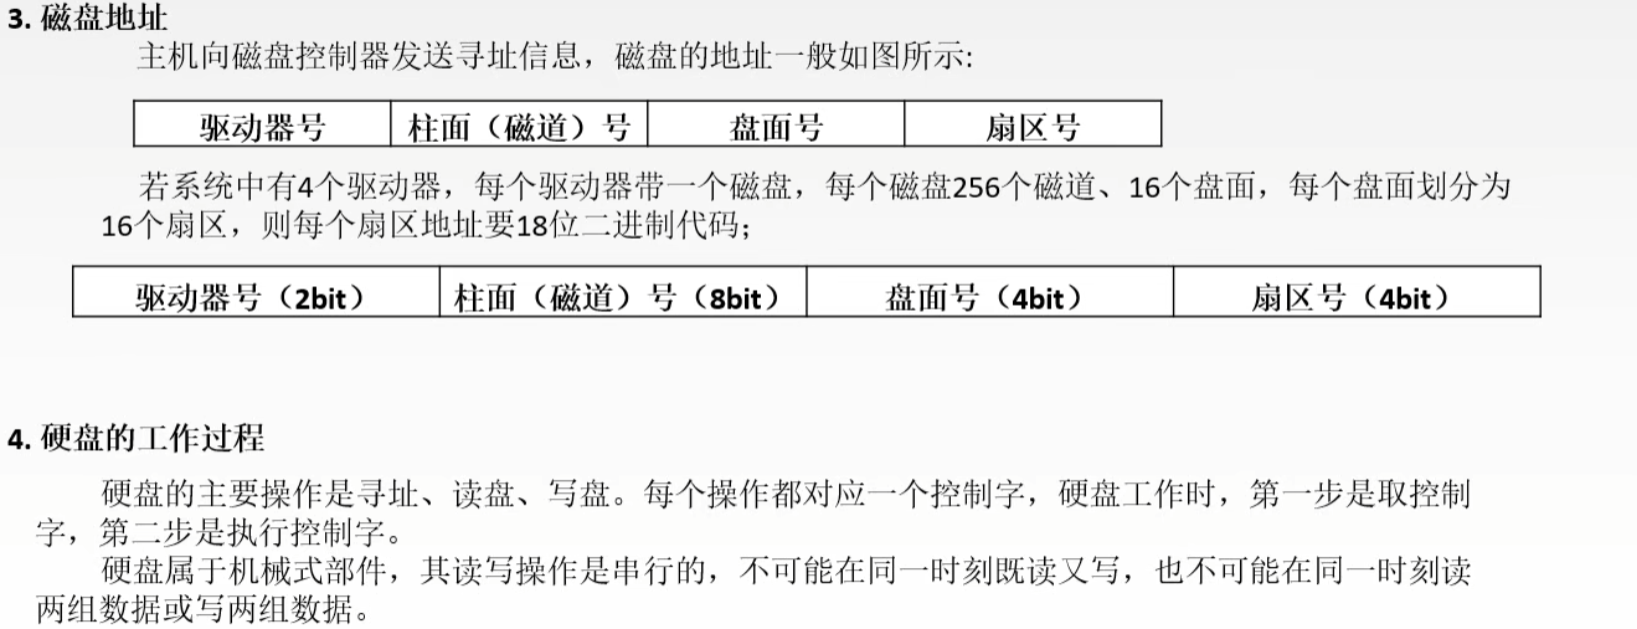 3. 磁盘地址
主机向磁盘控制器发送寻址信息，磁盘的地址一般如图所示:
驱动器号 柱面（磁道）号 盘面号 扇区号
若系统中有4个驱动器，每个驱动器带一个磁盘，每个磁盘256个磁道、16个盘面，每个盘面划分为
16个扇区，则每个扇区地址要18位二进制代码；
驱动器号（2bit） 柱面（磁道）号（8bit） 盘面号（4bit） 扇区号（4bit）
4. 硬盘的工作过程
硬盘的主要操作是寻址、读盘、写盘。每个操作都对应一个控制字，硬盘工作时，第一步是取控制
字，第二步是执行控制字。
硬盘属于机械式部件，其读写操作是串行的，不可能在同一时刻既读又写，也不可能在同一时刻读
两组数据或写两组数据。